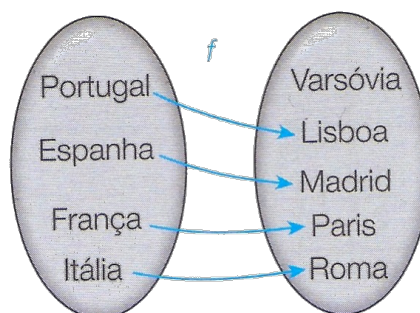 f
Portugal
Espanha
França
Itália
Varsóvia
Lisboa
Madrid
Paris
Roma